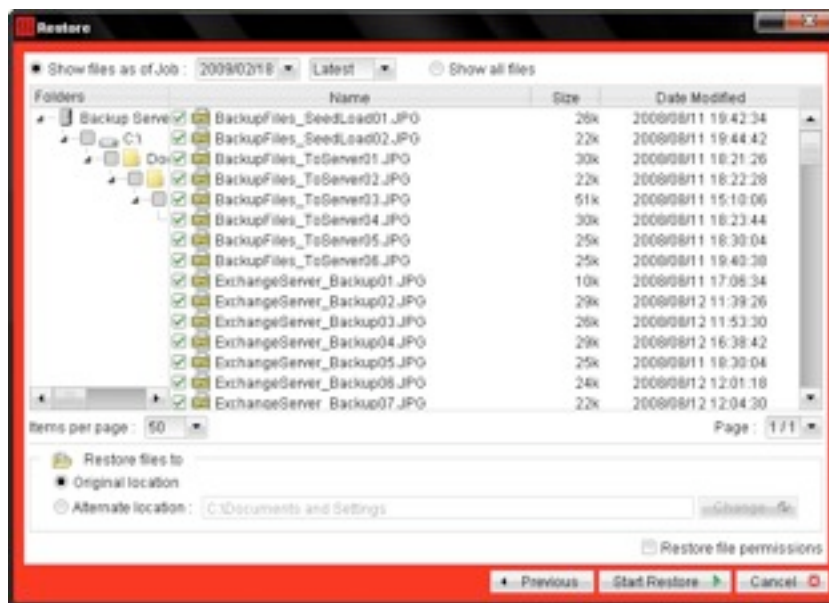 Restore
Show files as of Job : 2009/02/18 Latest Show all files
Folders Name Size Date Modified
Backup Serve BackupFiles_SeedLoad01.JPG 26k 2008/08/11 19:42:34
C:\ BackupFiles_SeedLoad02.JPG 22k 2008/08/11 19:44:42
Do BackupFiles_ToServer01.JPG 30k 2008/08/11 18:21:26
BackupFiles_ToServer02.JPG 22k 2008/08/11 18:22:28
BackupFiles_ToServer03.JPG 51k 2008/08/11 15:10:06
BackupFiles_ToServer04.JPG 30k 2008/08/11 18:23:44
BackupFiles_ToServer05.JPG 25k 2008/08/11 18:30:04
BackupFiles_ToServer06.JPG 25k 2008/08/11 19:40:38
ExchangeServer_Backup01.JPG 10k 2008/08/11 17:06:34
ExchangeServer_Backup02.JPG 29k 2008/08/12 11:39:26
ExchangeServer_Backup03.JPG 26k 2008/08/12 11:53:30
ExchangeServer_Backup04.JPG 29k 2008/08/12 16:38:42
ExchangeServer_Backup05.JPG 25k 2008/08/11 18:30:04
ExchangeServer_Backup06.JPG 24k 2008/08/12 12:01:18
ExchangeServer_Backup07.JPG 22k 2008/08/12 12:04:30
Items per page : 50 Page : 1 / 1
Restore files to
Original location
Alternate location : C:\Documents and Settings Change
Restore file permissions
Previous Start Restore Cancel